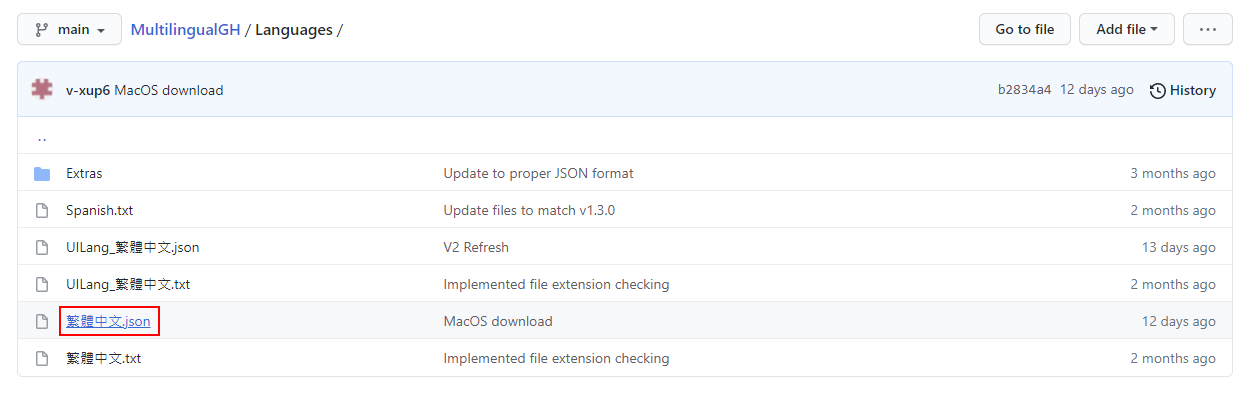 main MultilingualGH / Languages / Go to file Add file ...
v-xup6 MacOS download b2834a4 12 days ago History
..
Extras Update to proper JSON format 3 months ago
Spanish.txt Update files to match v1.3.0 2 months ago
UILang_繁體中文.json V2 Refresh 13 days ago
UILang_繁體中文.txt Implemented file extension checking 2 months ago
繁體中文.json MacOS download 12 days ago
繁體中文.txt Implemented file extension checking 2 months ago